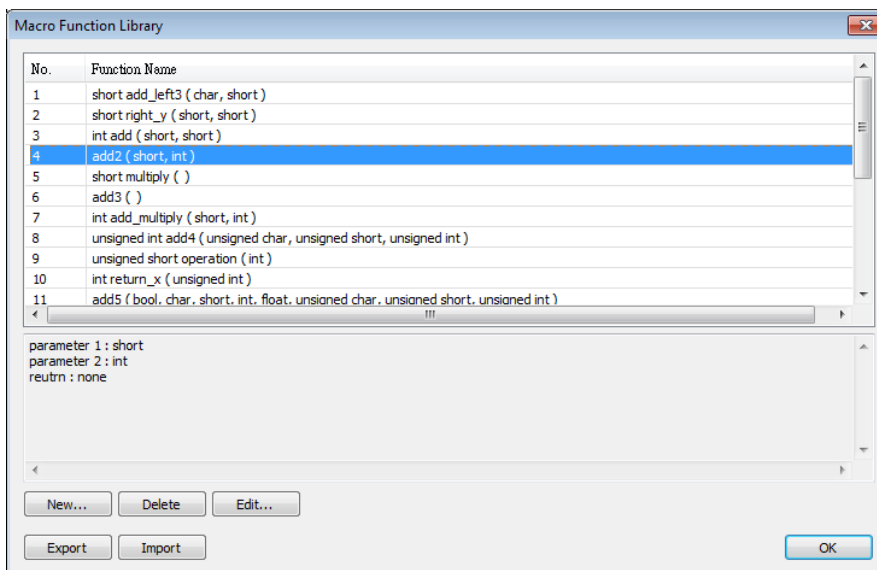 Macro Function Library
No. Function Name
1 short add_left3 ( char, short )
2 short right_y ( short, short )
3 int add ( short, short )
4 add2 ( short, int )
5 short multiply ( )
6 add3 ( )
7 int add_multiply ( short, int )
8 unsigned int add4 ( unsigned char, unsigned short, unsigned int )
9 unsigned short operation ( int )
10 int return_x ( unsigned int )
11 add5 ( bool, char, short, int, float, unsigned char, unsigned short, unsigned int )
parameter 1 : short
parameter 2 : int
reutrn : none
New... Delete Edit...
Export Import OK